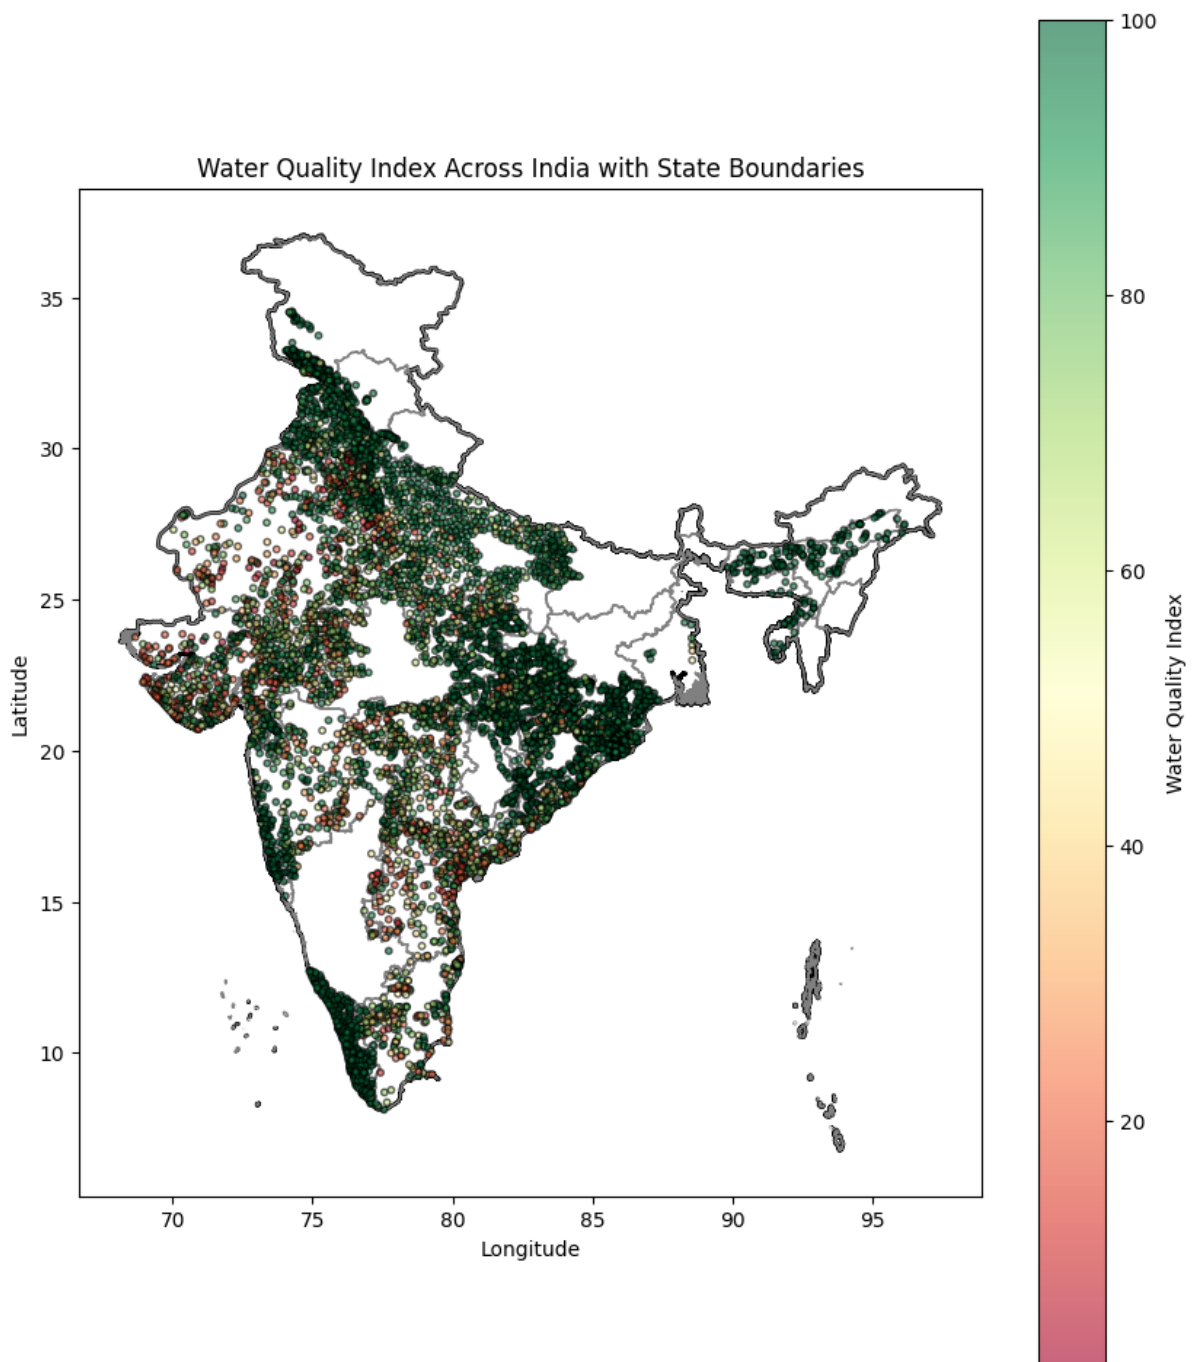 Water Quality Index Across India with State Boundaries
100
80
60
40
20
Water Quality Index
35
30
25
20
15
10
Latitude
70 75 80 85 90 95
Longitude